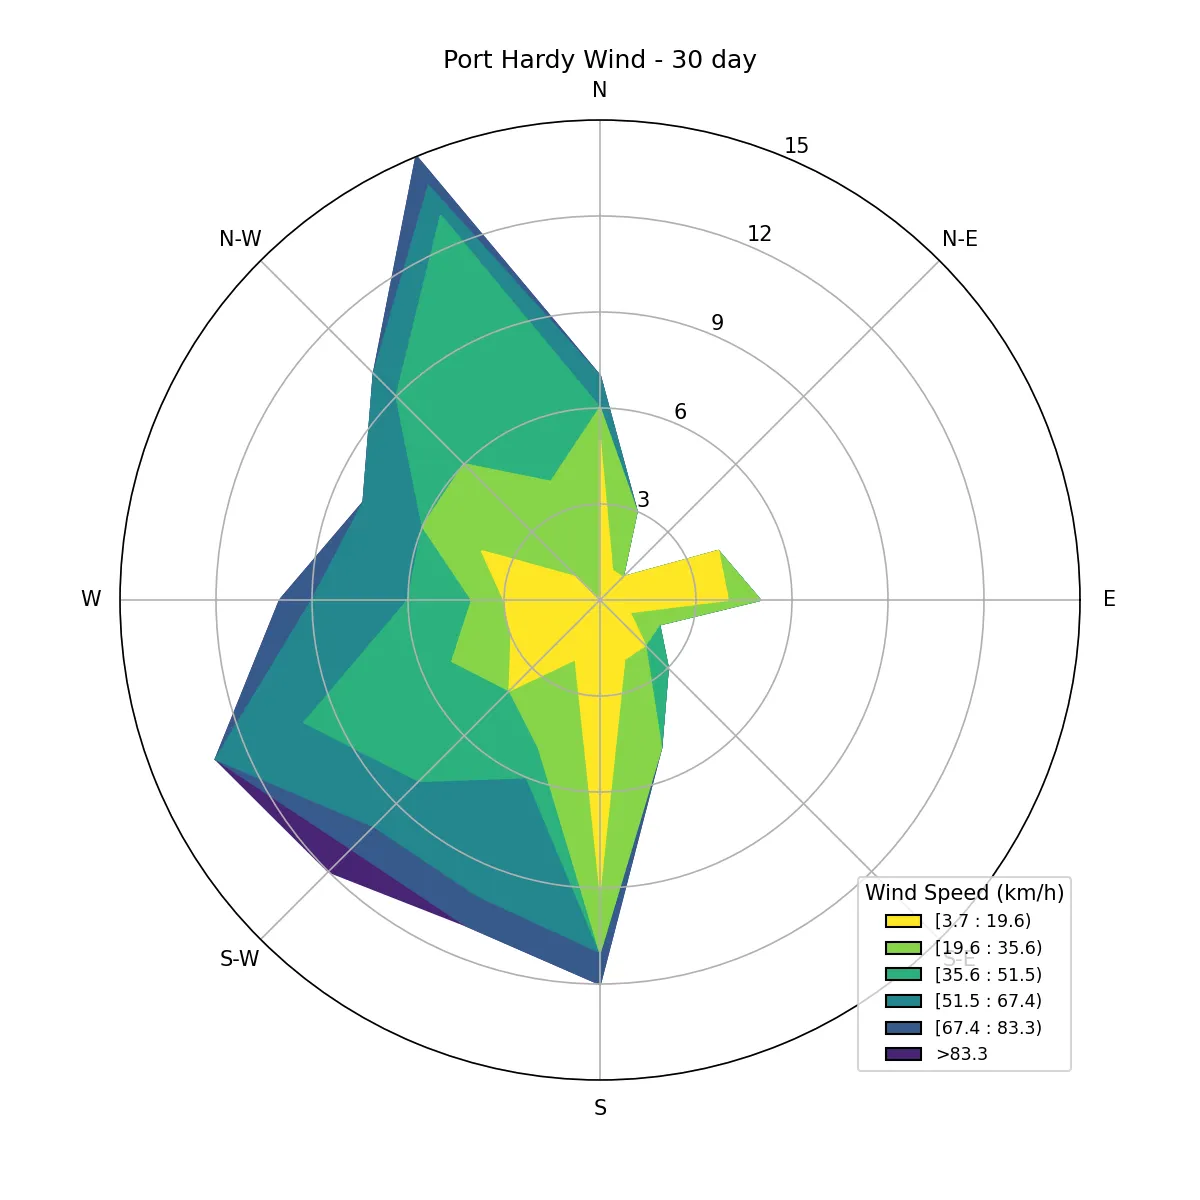 Port Hardy Wind - 30 day
N
15
N-W
12
N-E
9
6
3
W
E
Wind Speed (km/h)
[3.7 : 19.6)
[19.6 : 35.6)
S-W
S-E
[35.6 : 51.5)
[51.5 : 67.4)
[67.4 : 83.3)
>83.3
S